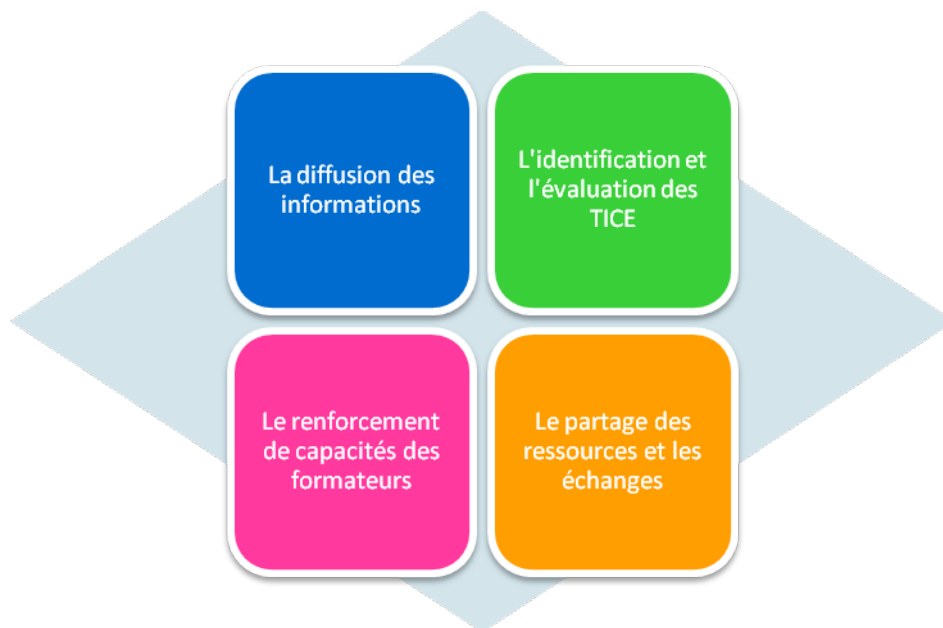 La diffusion des
informations
L'identification et
l'évaluation des
TICE
Le renforcement
de capacités des
formateurs
Le partage des
ressources et les
échanges